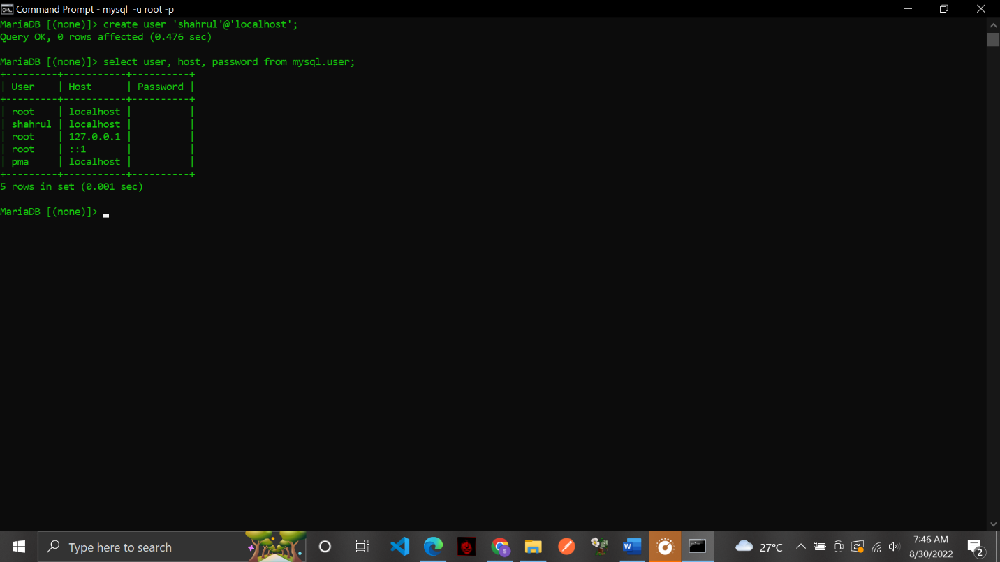 Command Prompt - mysql  -u root -p
MariaDB [(none)]> create user 'shahrul'@'localhost';
Query OK, 0 rows affected (0.476 sec)
MariaDB [(none)]> select user, host, password from mysql.user;
+---------+-----------+----------+
| User    | Host      | Password |
+---------+-----------+----------+
| root    | localhost |          |
| shahrul | localhost |          |
| root    | 127.0.0.1 |          |
| root    | ::1       |          |
| pma     | localhost |          |
+---------+-----------+----------+
5 rows in set (0.001 sec)
MariaDB [(none)]>
Type here to search
27°C
7:46 AM
8/30/2022
2